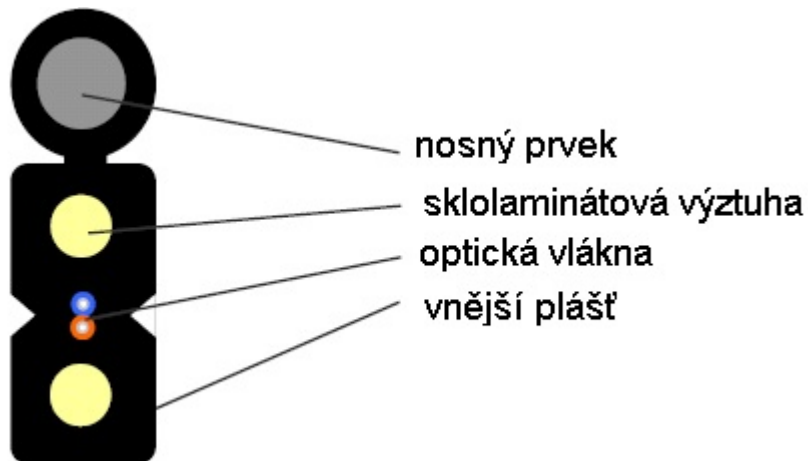 nosný prvek
sklolaminátová výztuha
optická vlákna
vnější plášť